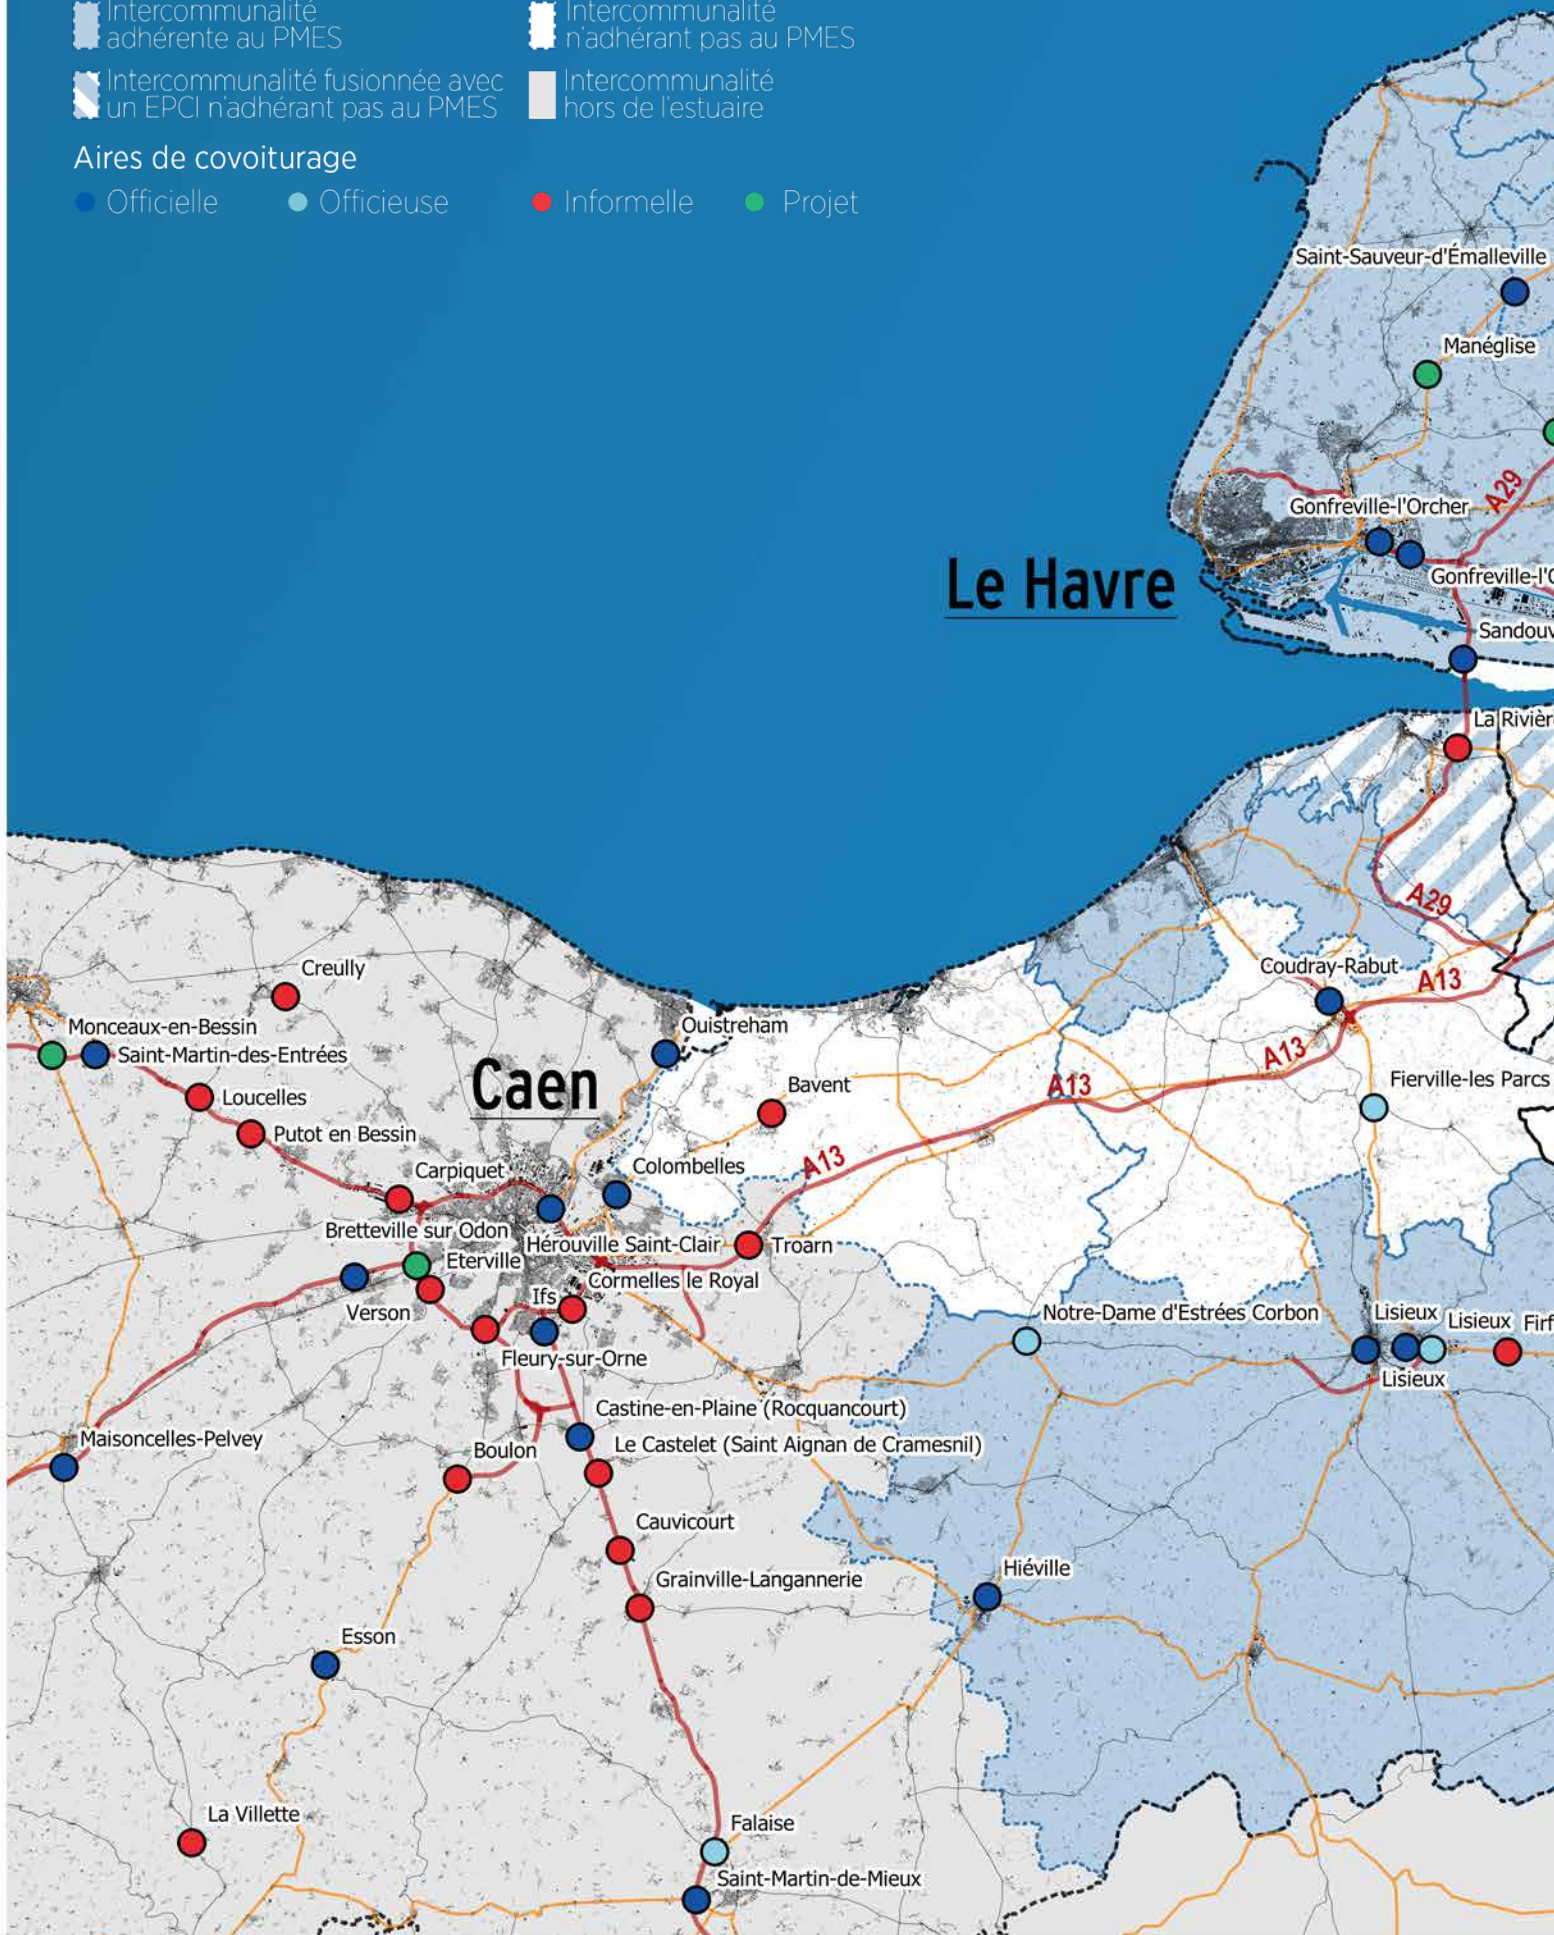 Intercommunalité
adhérente au PMES
Intercommunalité
n'adhérant pas au PMES
Intercommunalité fusionnée avec
un EPCI n'adhérant pas au PMES
Intercommunalité
hors de l'estuaire
Aires de covoiturage
Officielle
Officieuse
Informelle
Projet
Saint-Sauveur-d'Émalleville
Manéglise
A29
Gonfreville-l'Orcher
Gonfreville-l'O
Le Havre
Sandouv
La Rivièr
A29
Coudray-Rabut
A13
Creully
Monceaux-en-Bessin
Saint-Martin-des-Entrées
Ouistreham
A13
Caen
Bavent
A13
Fierville-les Parcs
Loucelles
Putot en Bessin
Carpiquet
Colombelles
A13
Bretteville sur Odon
Hérouville Saint-Clair
Troarn
Eterville
Cormelles le Royal
Ifs
Verson
Notre-Dame d'Estrées Corbon
Lisieux
Lisieux
Firf
Fleury-sur-Orne
Lisieux
Castine-en-Plaine (Rocquancourt)
Maisoncelles-Pelvey
Boulon
Le Castelet (Saint Aignan de Cramesnil)
Cauvicourt
Grainville-Langannerie
Hiéville
Esson
La Villette
Falaise
Saint-Martin-de-Mieux